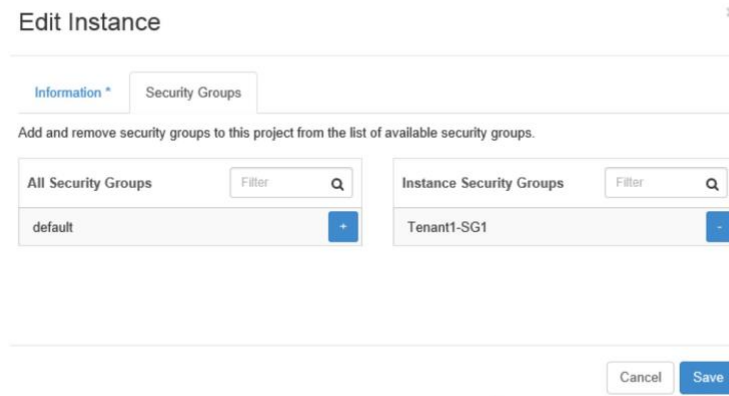 Edit Instance
Information *
Security Groups
Add and remove security groups to this project from the list of available security groups.
All Security Groups
Filter
Instance Security Groups
Filter
default
+
Tenant1-SG1
-
Cancel
Save